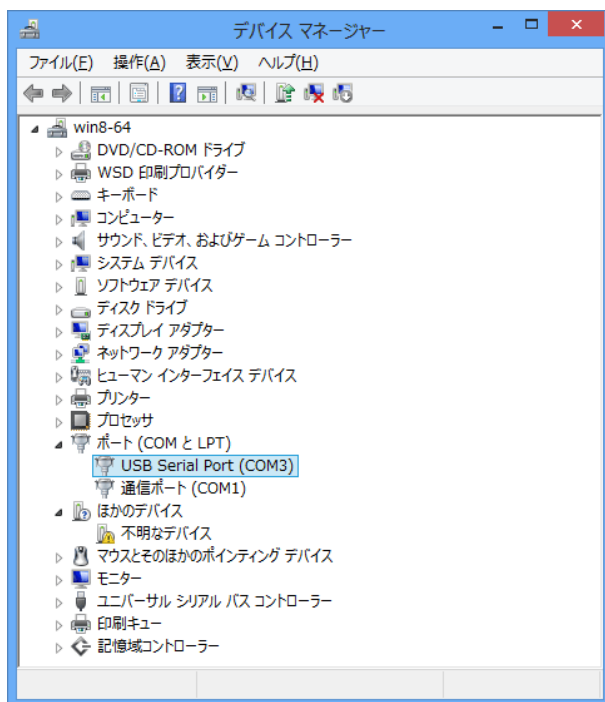 デバイス マネージャー
ファイル(F) 操作(A) 表示(V) ヘルプ(H)
win8-64
DVD/CD-ROM ドライブ
WSD 印刷プロバイダー
キーボード
コンピューター
サウンド、ビデオ、およびゲーム コントローラー
システム デバイス
ソフトウェア デバイス
ディスク ドライブ
ディスプレイ アダプター
ネットワーク アダプター
ヒューマン インターフェイス デバイス
プリンター
プロセッサ
ポート (COM と LPT)
USB Serial Port (COM3)
通信ポート (COM1)
ほかのデバイス
不明なデバイス
マウスとそのほかのポインティング デバイス
モニター
ユニバーサル シリアル バス コントローラー
印刷キュー
記憶域コントローラー